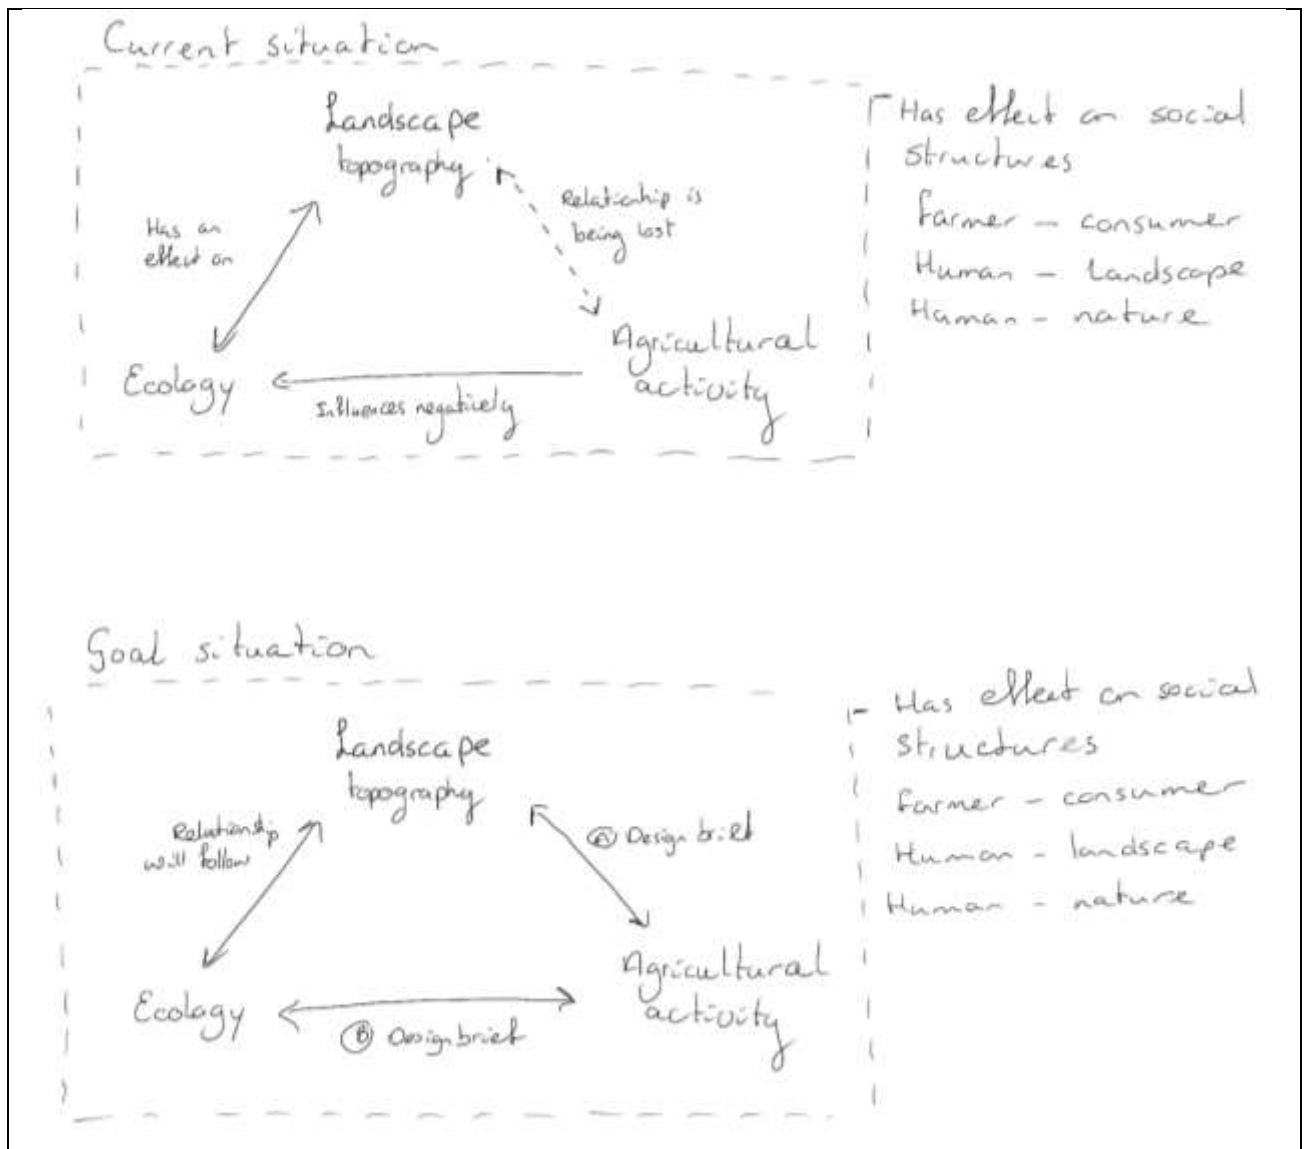 Current situation
Landscape
topography
Has an
effect on
Relationship is
being lost
Ecology
Influences negatively
Agricultural
activity
Has effect on social
structures
Farmer - consumer
Human - Landscape
Human - nature
Goal situation
Landscape
topography
Relationship
will follow
A Design brief
Ecology
B Design brief
Agricultural
activity
Has effect on social
structures
Farmer - consumer
Human - landscape
Human - nature